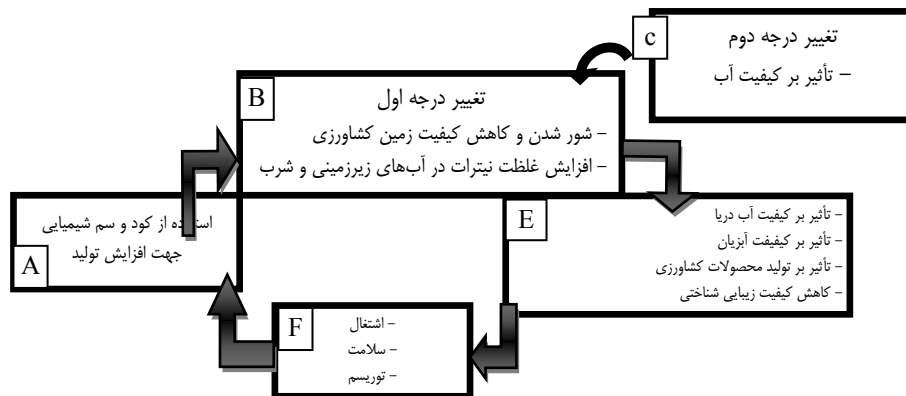 c
تغییر درجه دوم
– تأثیر بر کیفیت آب
B
تغییر درجه اول
– شور شدن و کاهش کیفیت زمین کشاورزی
– افزایش غلظت نیترات در آب‌های زیرزمینی و شرب
A
استفاده از کود و سم شیمیایی
جهت افزایش تولید
E
– تأثیر بر کیفیت آب دریا
– تأثیر بر کیفیفت آبزیان
– تأثیر بر تولید محصولات کشاورزی
– کاهش کیفیت زیبایی شناختی
F
– اشتغال
– سلامت
– توریسم